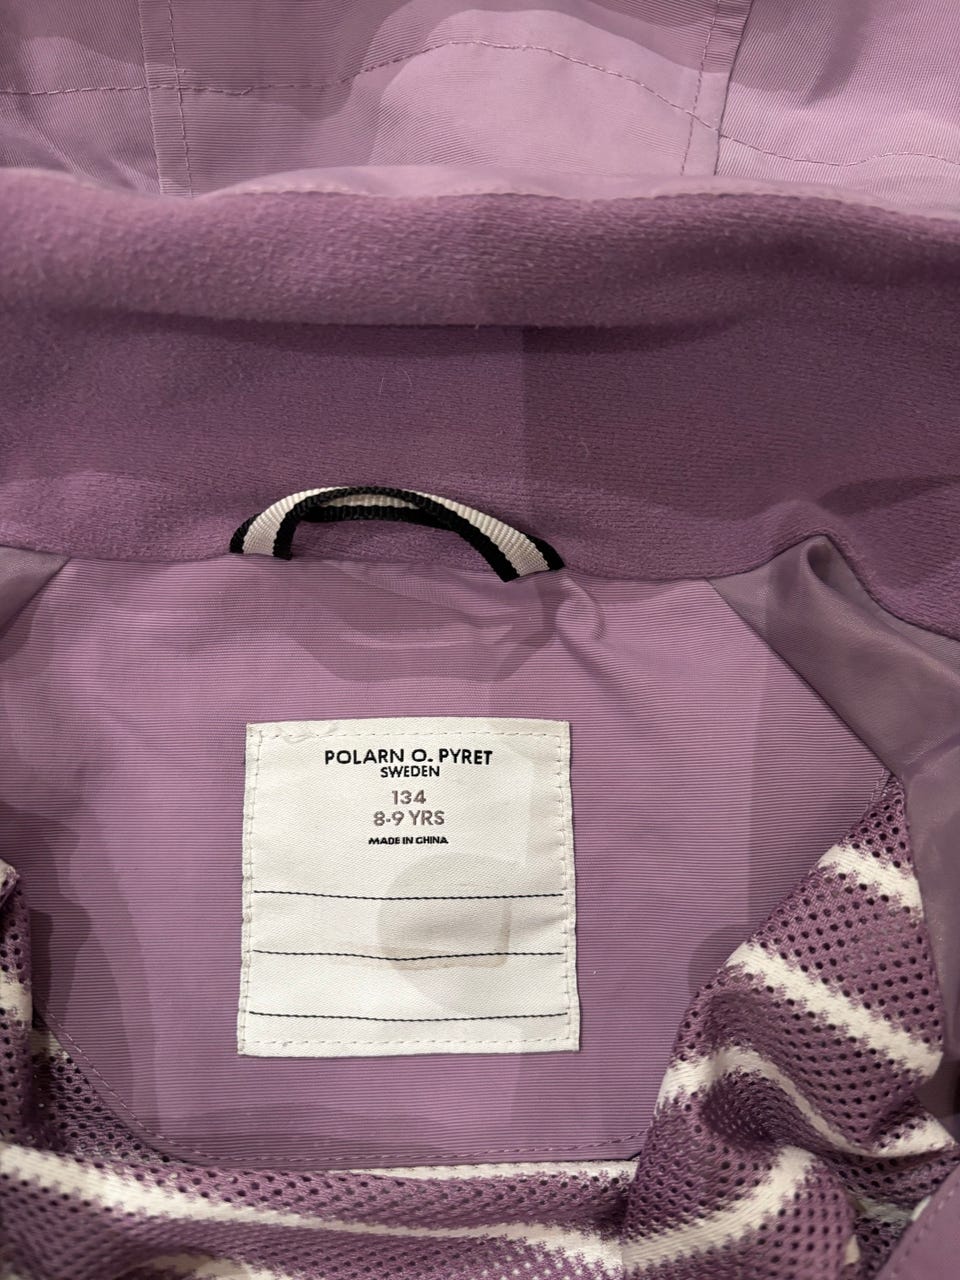 POLARN O. PYRET
SWEDEN
134
8-9 YRS
MADE IN CHINA